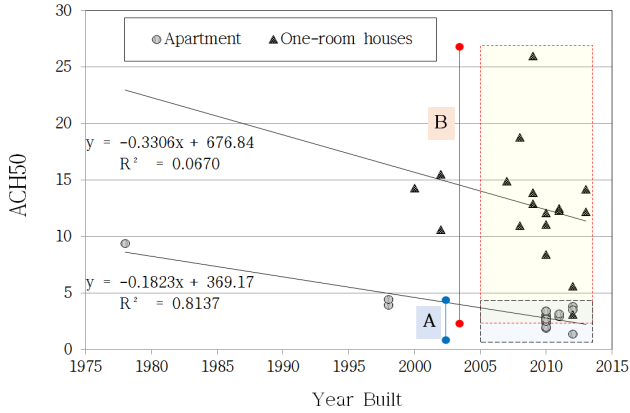 30
25
20
15
10
5
0
ACH50
Apartment
One-room houses
B
y = -0.3306x + 676.84
R² = 0.0670
y = -0.1823x + 369.17
R² = 0.8137
A
1975 1980 1985 1990 1995 2000 2005 2010 2015
Year Built